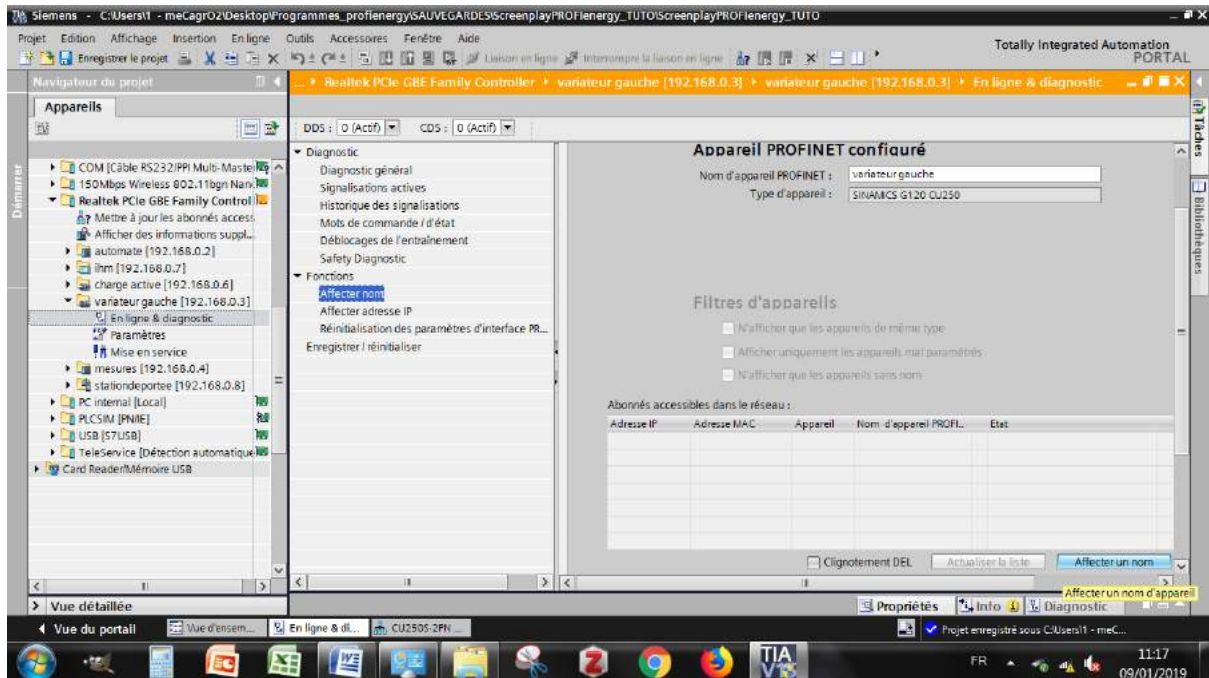 Siemens - C:\Users\1 - meCagrO2\Desktop\Programmes_profienergy\SAUVEGARDES\ScreenplayPROFIenergy_TUTO\ScreenplayPROFIenergy_TUTO
Projet Edition Affichage Insertion En ligne Outils Accessoires Fenêtre Aide
Totally Integrated Automation
PORTAL
Enregistrer le projet
Liaison en ligne
Interrompre la liaison en ligne
Navigateur du projet
... Realtek PCIe GBE Family Controller variateur gauche [192.168.0.3] variateur gauche [192.168.0.3] En ligne & diagnostic
Appareils
DDS : 0 (Actif) CDS : 0 (Actif)
Démarrer
COM [Câble RS232/PPI Multi-Maste
150Mbps Wireless 802.11bgn Nan
Realtek PCIe GBE Family Control
Mettre à jour les abonnés access
Afficher des informations suppl...
automate [192.168.0.2]
ihm [192.168.0.7]
charge active [192.168.0.6]
variateur gauche [192.168.0.3]
En ligne & diagnostic
Paramètres
Mise en service
mesures [192.168.0.4]
stationdeportee [192.168.0.8]
PC internal [Local]
PLCSIM [PN/IE]
USB [S7USB]
TeleService [Détection automatique
Card Reader/Mémoire USB
Diagnostic
Diagnostic général
Signalisations actives
Historique des signalisations
Mots de commande / d'état
Déblocages de l'entraînement
Safety Diagnostic
Fonctions
Affecter nom
Affecter adresse IP
Réinitialisation des paramètres d'interface PR...
Enregistrer / réinitialiser
Appareil PROFINET configuré
Nom d'appareil PROFINET : variateur gauche
Type d'appareil : SINAMICS G120 CU250
Filtres d'appareils
N'afficher que les appareils de même type
Afficher uniquement les appareils mal paramétrés
N'afficher que les appareils sans nom
Abonnés accessibles dans le réseau :
Adresse IP Adresse MAC Appareil Nom d'appareil PROFI... Etat
Clignotement DEL Actualiser la liste Affecter un nom
Affecter un nom d'appareil
Tâches
Bibliothèques
Propriétés Info Diagnostic
Vue détaillée
Vue du portail Vue d'ensem... En ligne & di... CU250S-2PN ...
Projet enregistré sous C:\Users\1 - meC...
TIA
V15
FR
11:17
09/01/2019